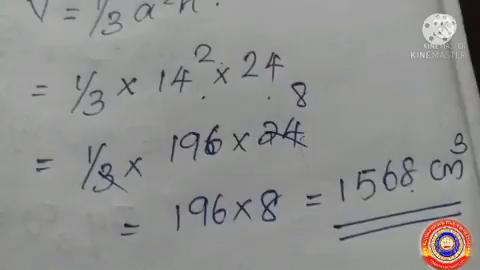 V = 1/3 a²h.
= 1/3 × 14² × 24
8
= 1/3 × 196 × 24
= 196 × 8 = 1568 cm³
KINEMASTER